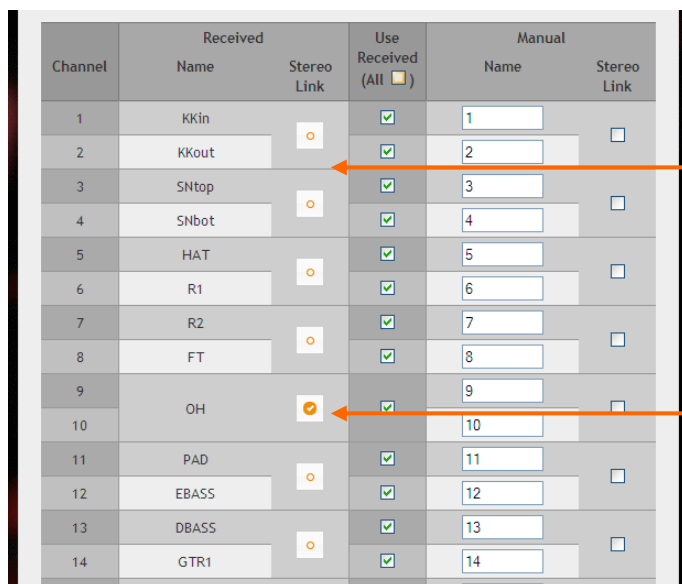 Received Use Manual
Channel Name Stereo Link Received (All ) Name Stereo Link
1 KKin 1
2 KKout 2
3 SNtop 3
4 SNbot 4
5 HAT 5
6 R1 6
7 R2 7
8 FT 8
9 OH 9
10 10
11 PAD 11
12 EBASS 12
13 DBASS 13
14 GTR1 14